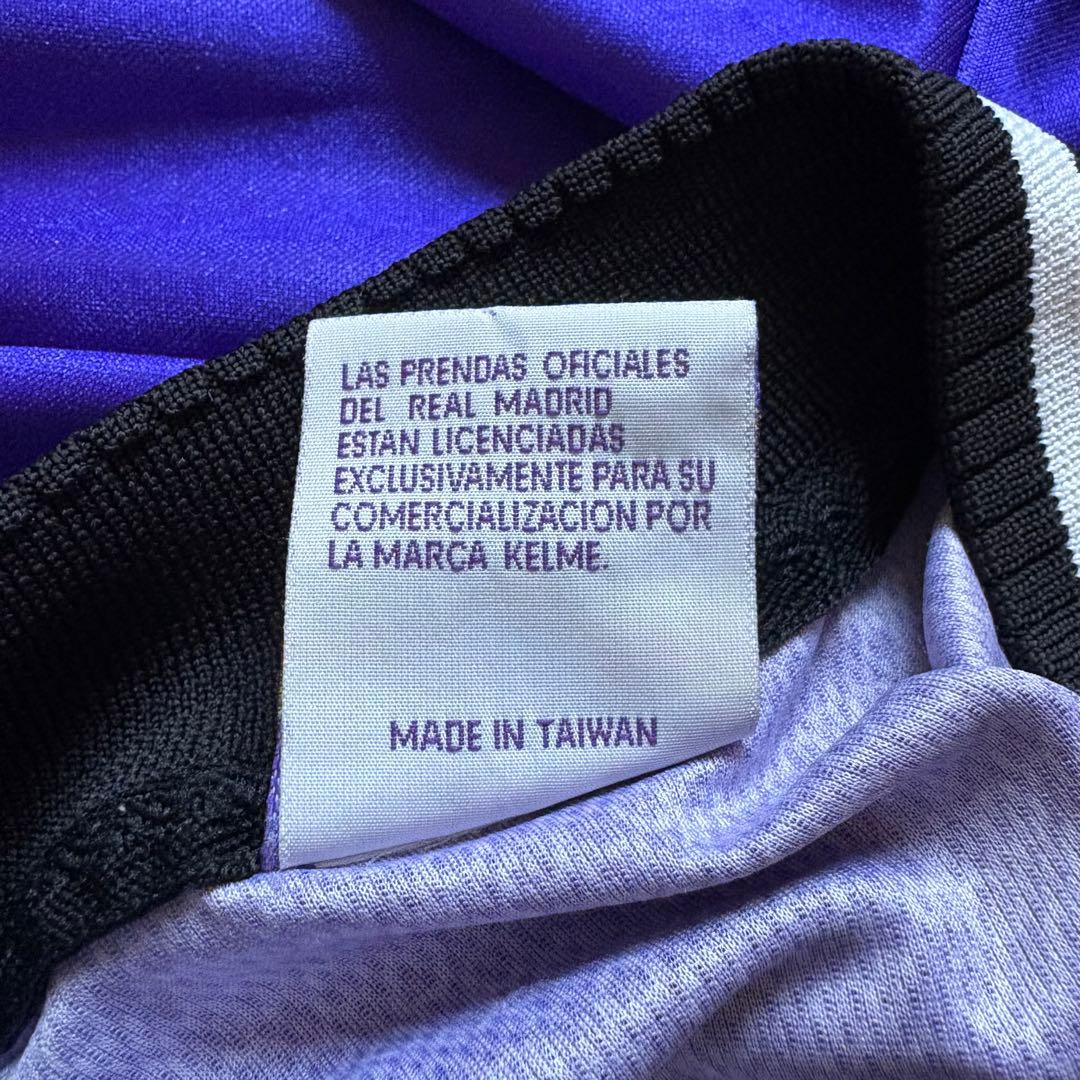 LAS PRENDAS OFICIALES
DEL REAL MADRID
ESTAN LICENCIADAS
EXCLUSIVAMENTE PARA SU
COMERCIALIZACION POR
LA MARCA KELME.
MADE IN TAIWAN